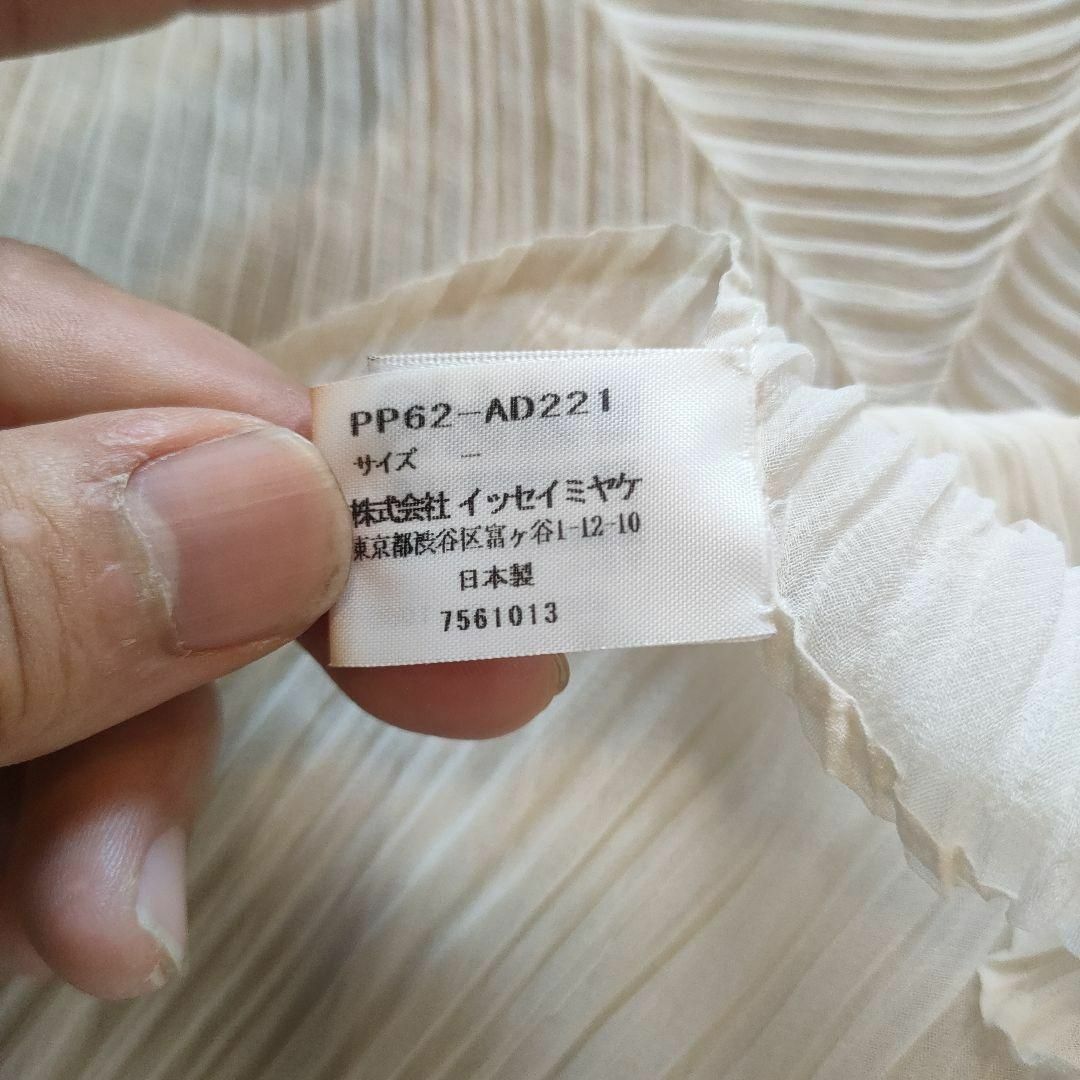 PP62-AD221
サイズ —
株式会社 イッセイミヤケ
東京都渋谷区富ヶ谷1-12-10
日本製
7561013